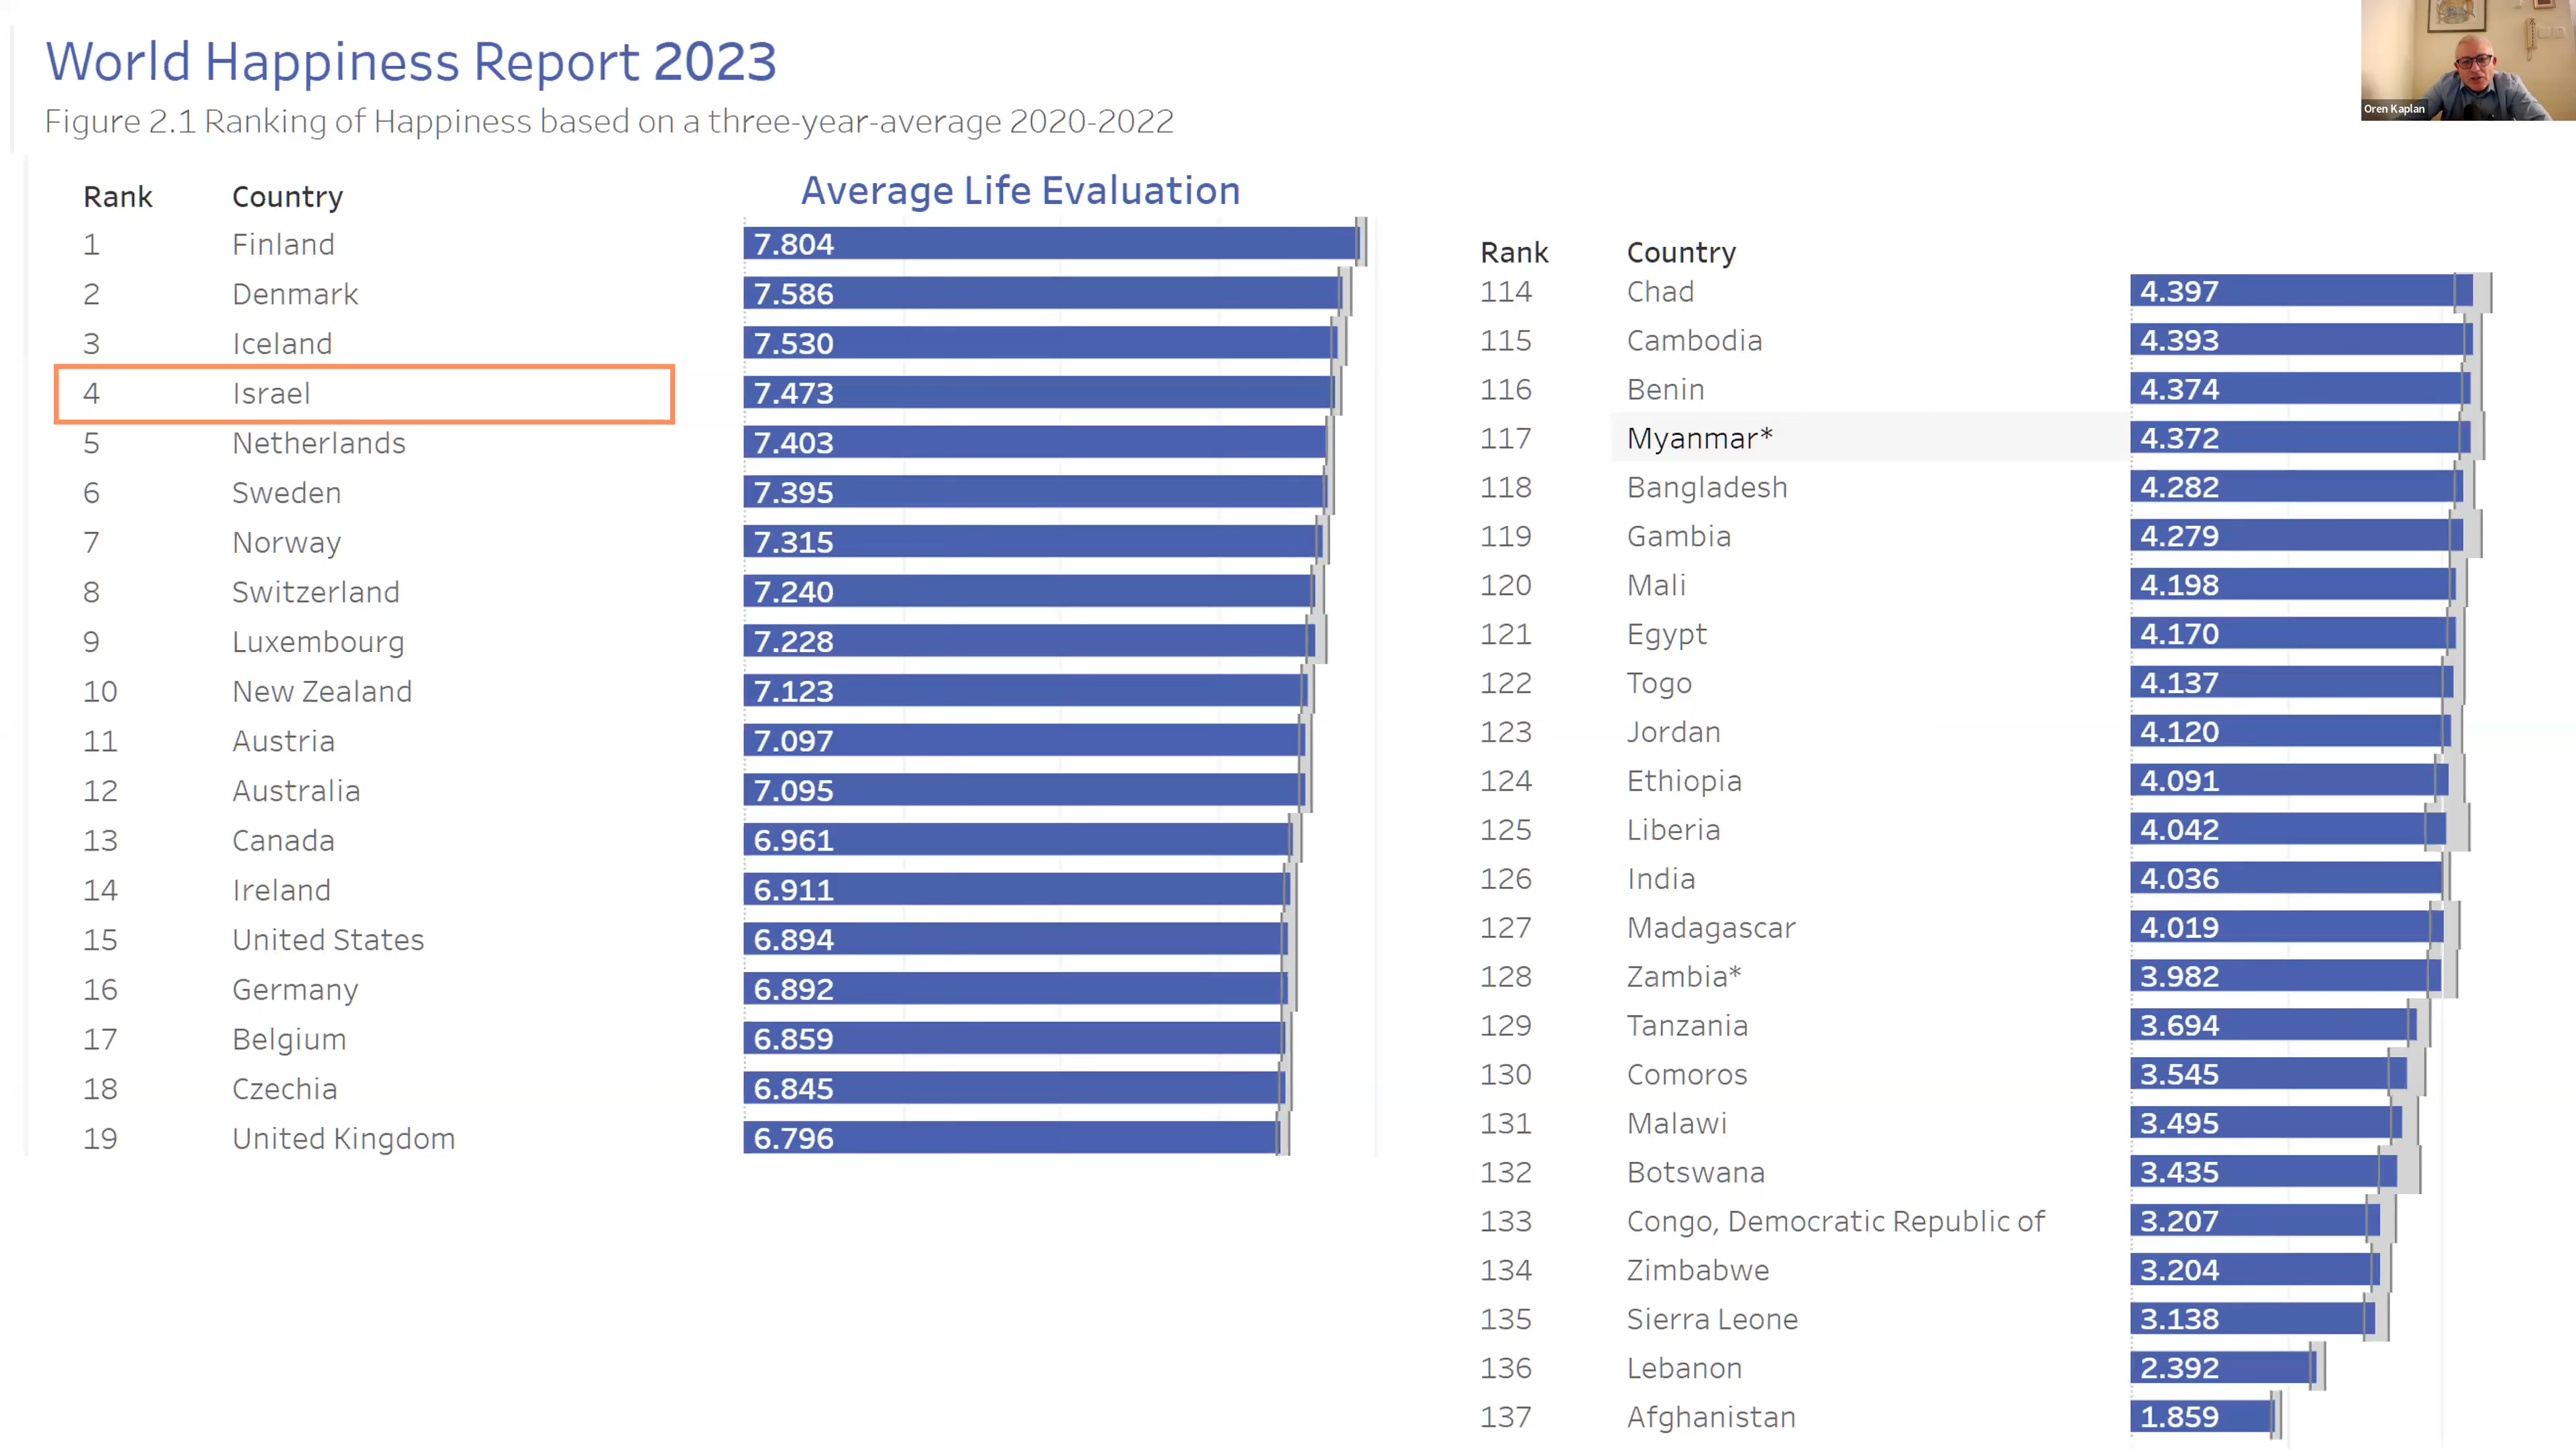 World Happiness Report 2023
Figure 2.1 Ranking of Happiness based on a three-year-average 2020-2022
Oren Kaplan
Rank Country Average Life Evaluation
1 Finland 7.804
2 Denmark 7.586
3 Iceland 7.530
4 Israel 7.473
5 Netherlands 7.403
6 Sweden 7.395
7 Norway 7.315
8 Switzerland 7.240
9 Luxembourg 7.228
10 New Zealand 7.123
11 Austria 7.097
12 Australia 7.095
13 Canada 6.961
14 Ireland 6.911
15 United States 6.894
16 Germany 6.892
17 Belgium 6.859
18 Czechia 6.845
19 United Kingdom 6.796
Rank Country
114 Chad 4.397
115 Cambodia 4.393
116 Benin 4.374
117 Myanmar* 4.372
118 Bangladesh 4.282
119 Gambia 4.279
120 Mali 4.198
121 Egypt 4.170
122 Togo 4.137
123 Jordan 4.120
124 Ethiopia 4.091
125 Liberia 4.042
126 India 4.036
127 Madagascar 4.019
128 Zambia* 3.982
129 Tanzania 3.694
130 Comoros 3.545
131 Malawi 3.495
132 Botswana 3.435
133 Congo, Democratic Republic of 3.207
134 Zimbabwe 3.204
135 Sierra Leone 3.138
136 Lebanon 2.392
137 Afghanistan 1.859